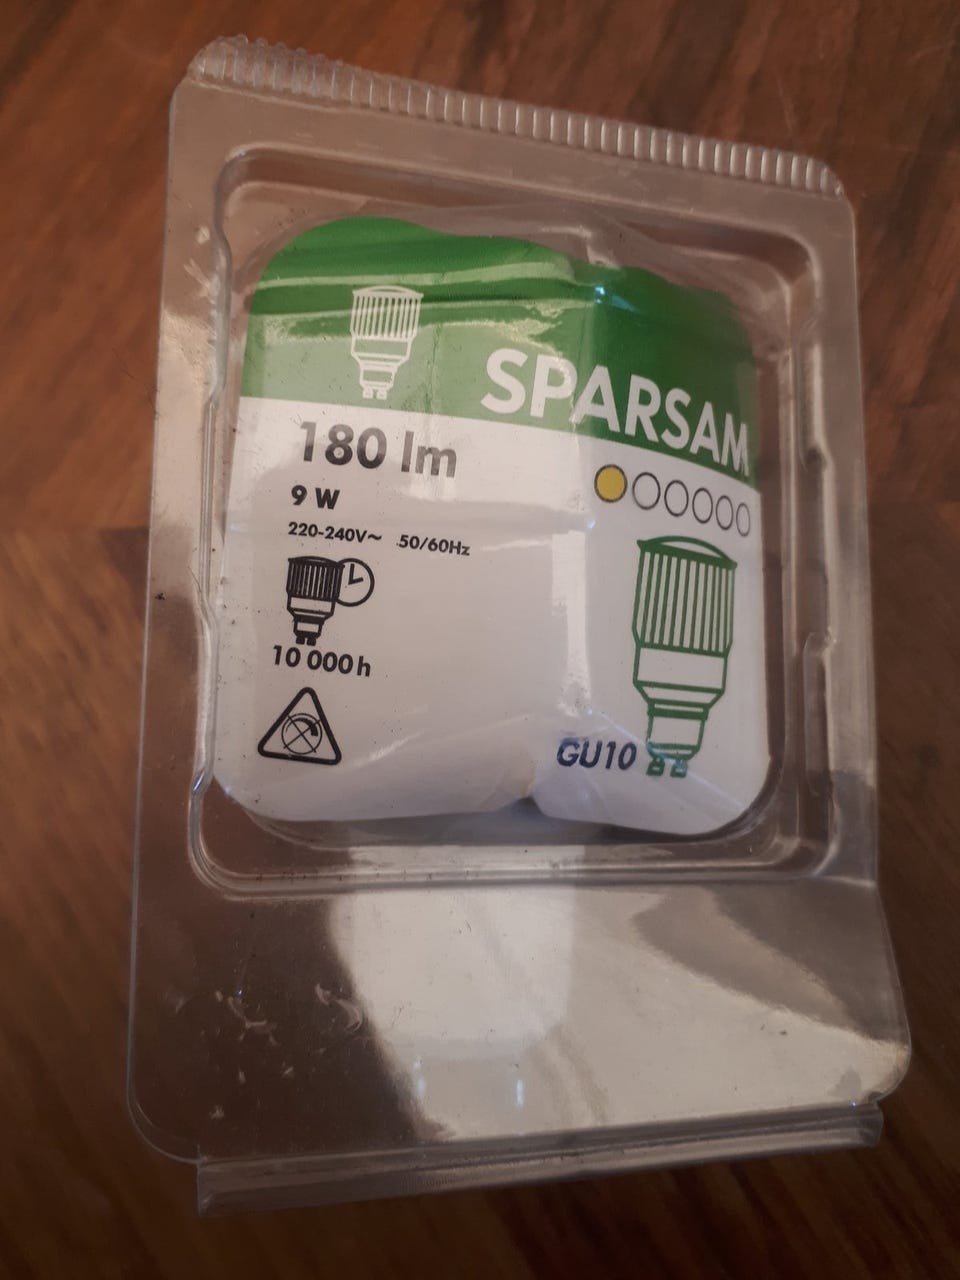 SPARSAM
180 lm
9 W
220-240V~ 50/60Hz
10 000 h
GU10